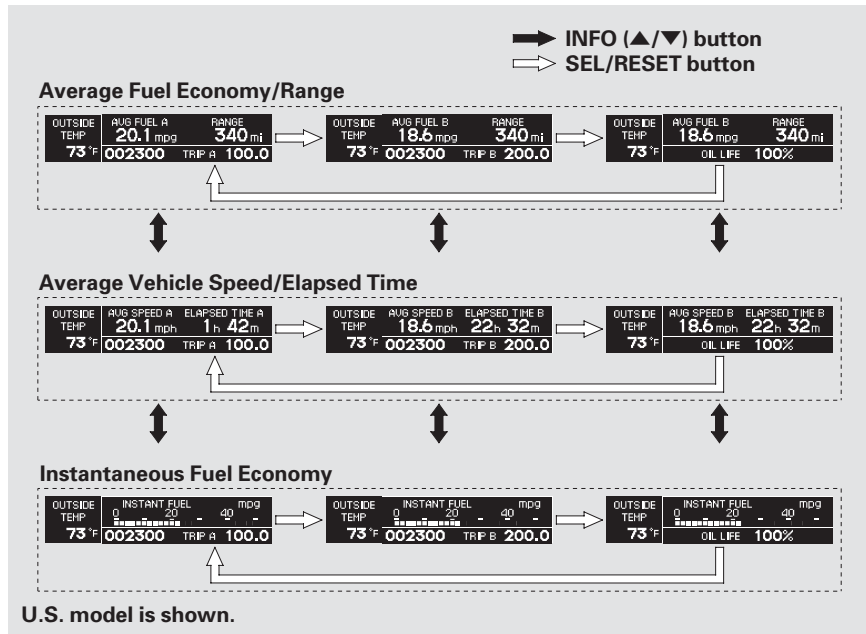 INFO (▲/▼) button
SEL/RESET button
Average Fuel Economy/Range
OUTSIDE TEMP 73°F AVG FUEL A 20.1 mpg RANGE 340 mi 002300 TRIP A 100.0
OUTSIDE TEMP 73°F AVG FUEL B 18.6 mpg RANGE 340 mi 002300 TRIP B 200.0
OUTSIDE TEMP 73°F AVG FUEL B 18.6 mpg RANGE 340 mi OIL LIFE 100%
Average Vehicle Speed/Elapsed Time
OUTSIDE TEMP 73°F AVG SPEED A 20.1 mph ELAPSED TIME A 1h 42m 002300 TRIP A 100.0
OUTSIDE TEMP 73°F AVG SPEED B 18.6 mph ELAPSED TIME B 22h 32m 002300 TRIP B 200.0
OUTSIDE TEMP 73°F AVG SPEED B 18.6 mph ELAPSED TIME B 22h 32m OIL LIFE 100%
Instantaneous Fuel Economy
OUTSIDE TEMP 73°F INSTANT FUEL mpg 0 20 40 002300 TRIP A 100.0
OUTSIDE TEMP 73°F INSTANT FUEL mpg 0 20 40 002300 TRIP B 200.0
OUTSIDE TEMP 73°F INSTANT FUEL mpg 0 20 40 OIL LIFE 100%
U.S. model is shown.